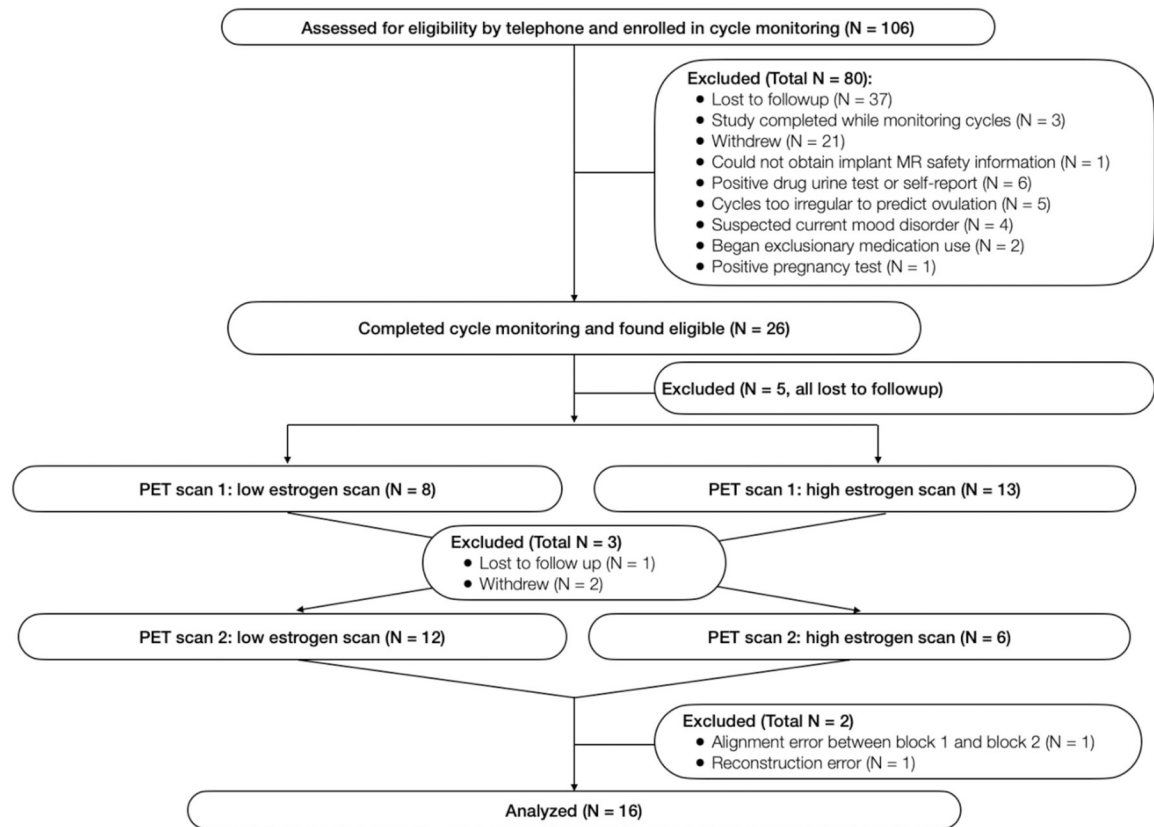 Assessed for eligibility by telephone and enrolled in cycle monitoring (N = 106)
Excluded (Total N = 80):
• Lost to followup (N = 37)
• Study completed while monitoring cycles (N = 3)
• Withdrew (N = 21)
• Could not obtain implant MR safety information (N = 1)
• Positive drug urine test or self-report (N = 6)
• Cycles too irregular to predict ovulation (N = 5)
• Suspected current mood disorder (N = 4)
• Began exclusionary medication use (N = 2)
• Positive pregnancy test (N = 1)
Completed cycle monitoring and found eligible (N = 26)
Excluded (N = 5, all lost to followup)
PET scan 1: low estrogen scan (N = 8)
PET scan 1: high estrogen scan (N = 13)
Excluded (Total N = 3)
• Lost to follow up (N = 1)
• Withdrew (N = 2)
PET scan 2: low estrogen scan (N = 12)
PET scan 2: high estrogen scan (N = 6)
Excluded (Total N = 2)
• Alignment error between block 1 and block 2 (N = 1)
• Reconstruction error (N = 1)
Analyzed (N = 16)